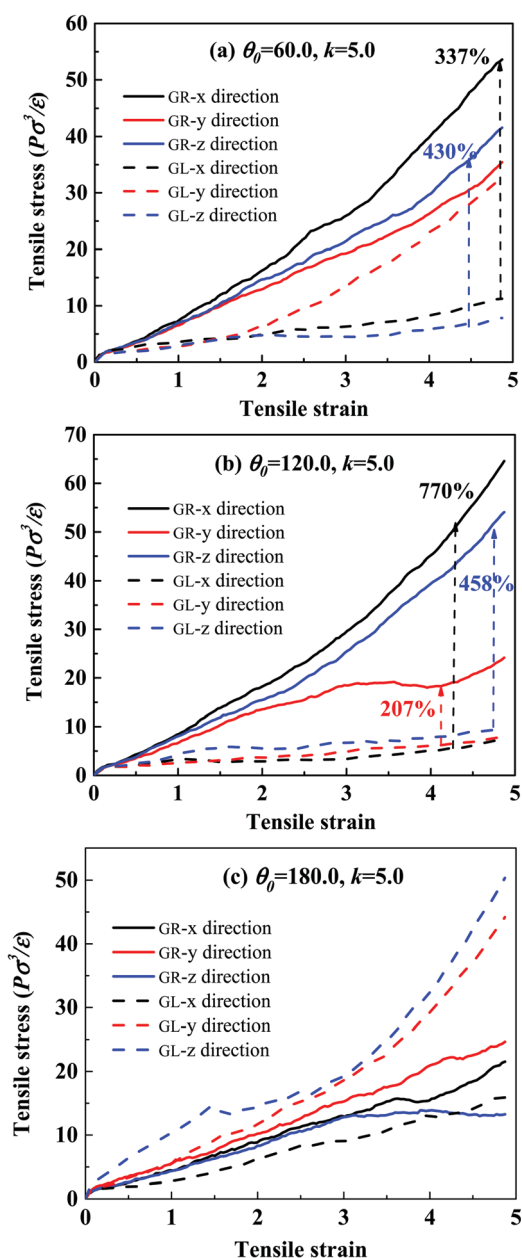 (a) θ₀=60.0, k=5.0
Tensile stress (Pσ³/ε)
60
50
40
30
20
10
0
337%
430%
GR-x direction
GR-y direction
GR-z direction
GL-x direction
GL-y direction
GL-z direction
0 1 2 3 4 5
Tensile strain
(b) θ₀=120.0, k=5.0
Tensile stress (Pσ³/ε)
70
60
50
40
30
20
10
0
770%
458%
207%
GR-x direction
GR-y direction
GR-z direction
GL-x direction
GL-y direction
GL-z direction
0 1 2 3 4 5
Tensile strain
(c) θ₀=180.0, k=5.0
Tensile stress (Pσ³/ε)
50
40
30
20
10
0
GR-x direction
GR-y direction
GR-z direction
GL-x direction
GL-y direction
GL-z direction
0 1 2 3 4 5
Tensile strain